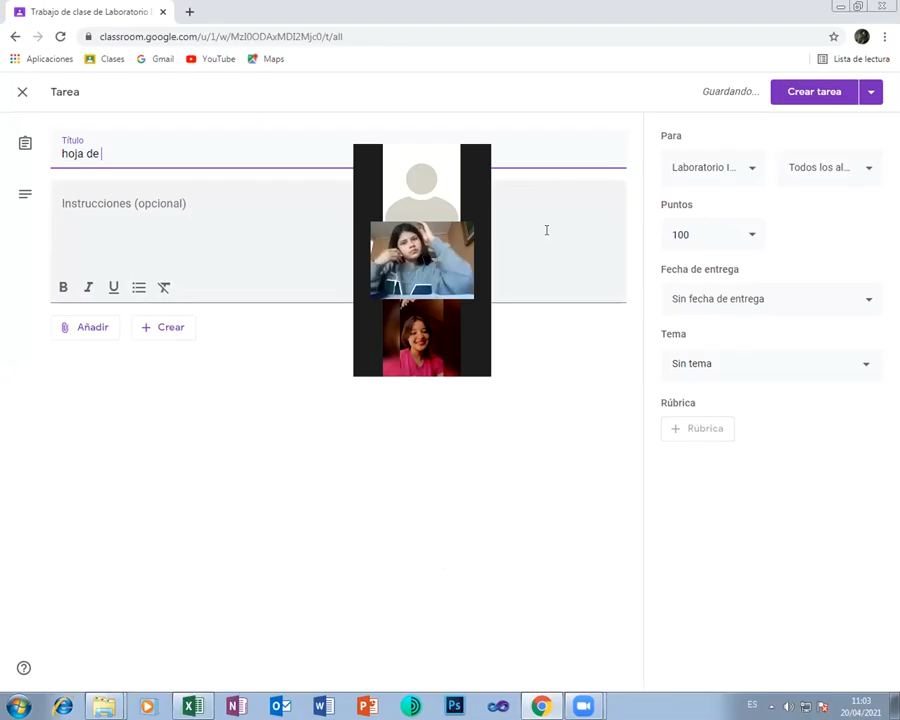 Trabajo de clase de Laboratorio
classroom.google.com/u/1/w/MzI0ODAxMDI2Mjc0/t/all
Aplicaciones Clases Gmail YouTube Maps Lista de lectura
Tarea Guardando... Crear tarea
Título
hoja de
Instrucciones (opcional)
Añadir Crear
Para
Laboratorio I... Todos los al...
Puntos
100
Fecha de entrega
Sin fecha de entrega
Tema
Sin tema
Rúbrica
+ Rubrica
ES 11:03
20/04/2021